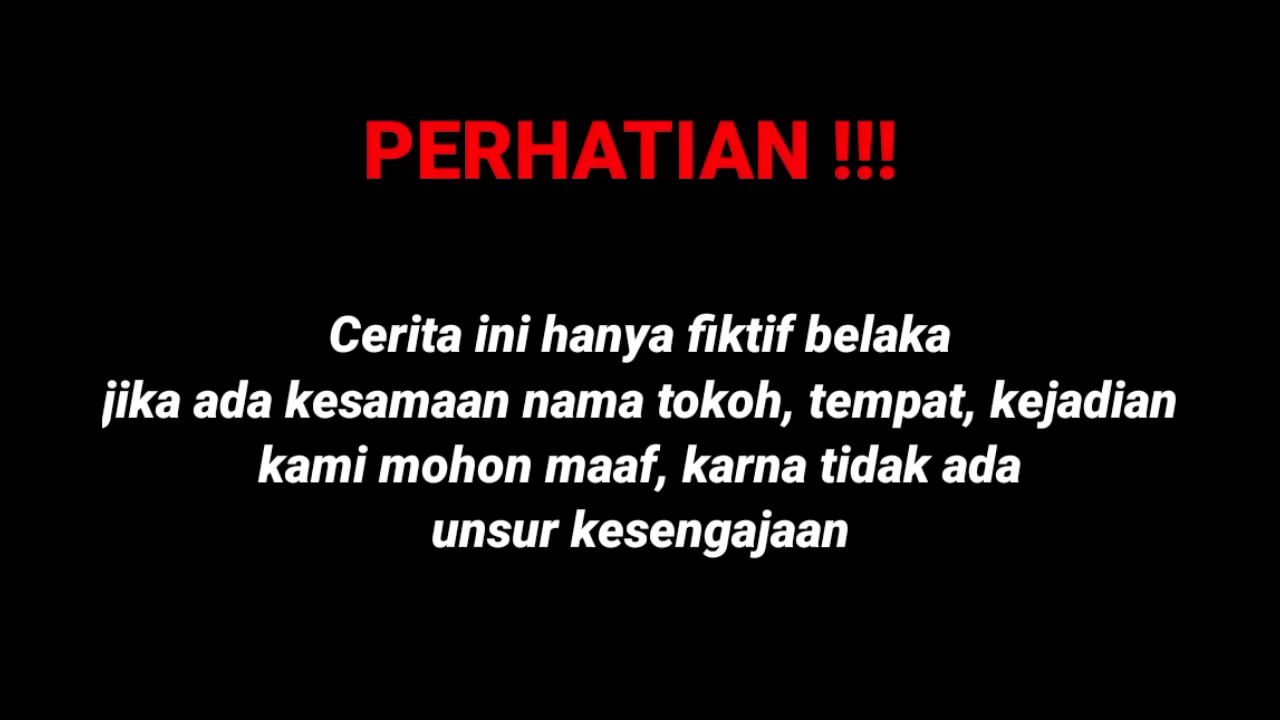 PERHATIAN !!!
Cerita ini hanya fiktif belaka
jika ada kesamaan nama tokoh, tempat, kejadian
kami mohon maaf, karna tidak ada
unsur kesengajaan